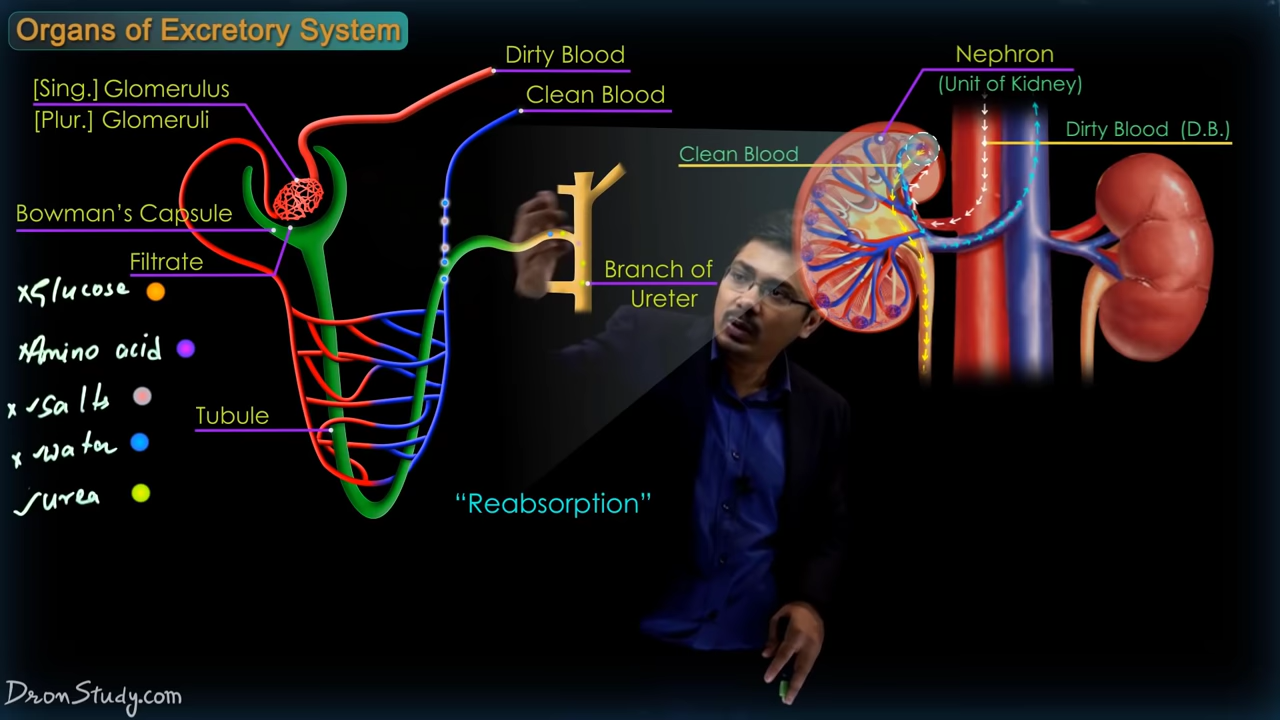 Organs of Excretory System
[Sing.] Glomerulus
[Plur.] Glomeruli
Bowman's Capsule
Filtrate
xGlucose
xAmino acid
x ✓salts
x water
✓urea
Tubule
Dirty Blood
Clean Blood
Branch of
Ureter
"Reabsorption"
Nephron
(Unit of Kidney)
Clean Blood
Dirty Blood (D.B.)
DronStudy.com